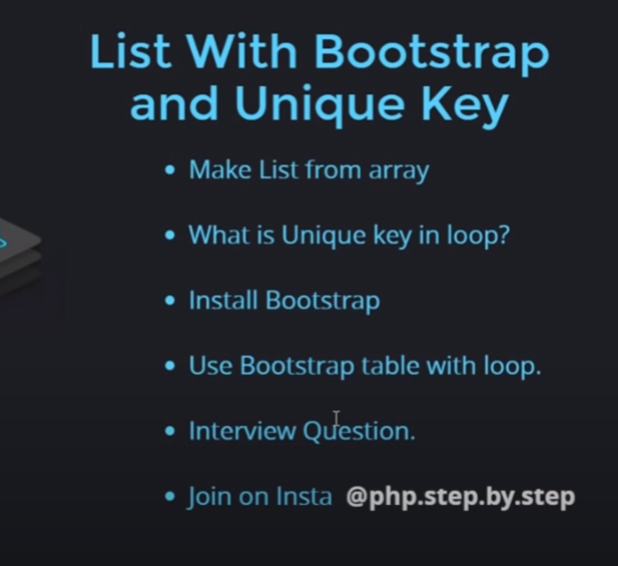 List With Bootstrap
and Unique Key
• Make List from array
• What is Unique key in loop?
• Install Bootstrap
• Use Bootstrap table with loop.
• Interview Question.
• Join on Insta @php.step.by.step